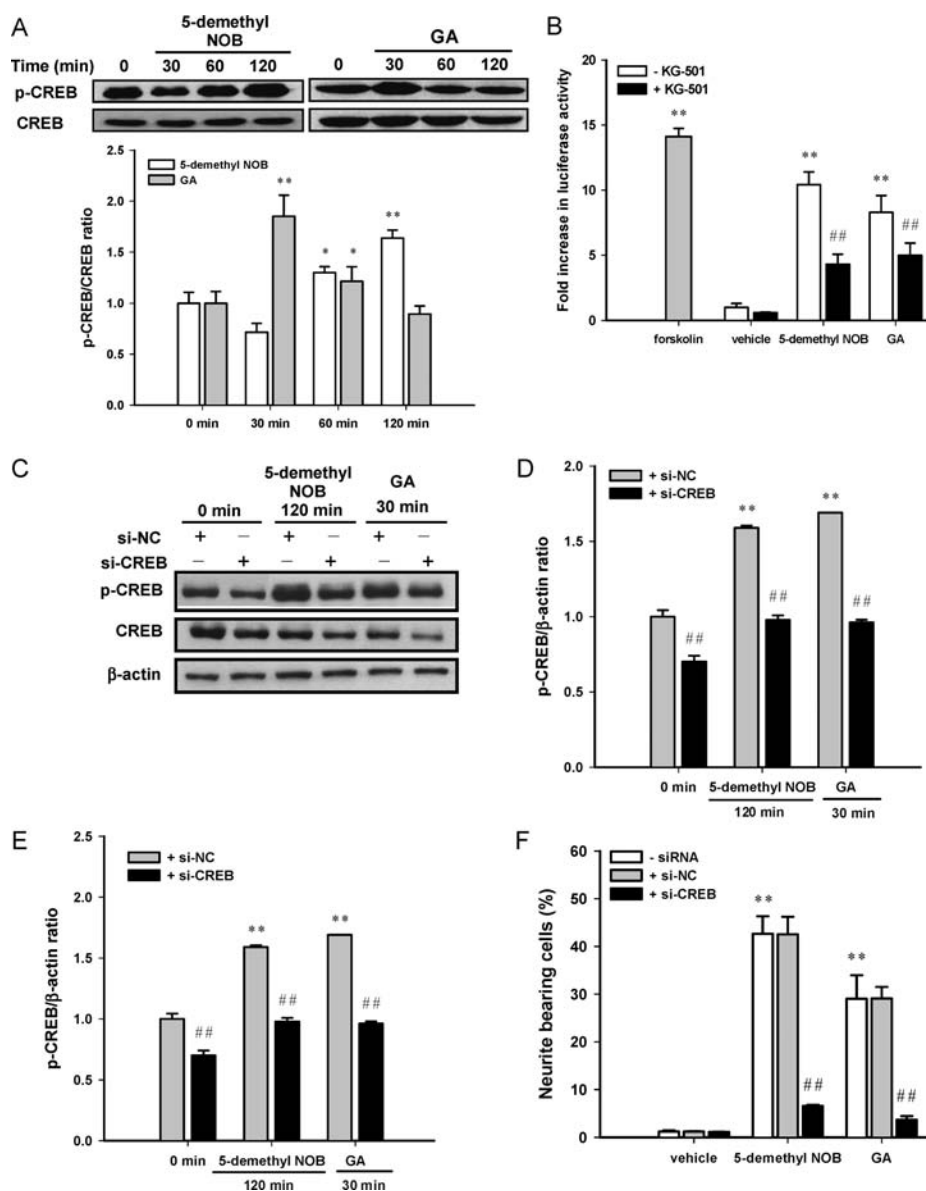 A
5-demethyl
NOB
GA
Time (min) 0 30 60 120 0 30 60 120
p-CREB
CREB
2.5
2.0
1.5
1.0
0.5
0.0
p-CREB/CREB ratio
5-demethyl NOB
GA
**
*
*
**
0 min 30 min 60 min 120 min
B
20
15
10
5
0
Fold increase in luciferase activity
- KG-501
+ KG-501
**
**
##
**
##
forskolin vehicle 5-demethyl NOB GA
C
5-demethyl
NOB
GA
0 min 120 min 30 min
si-NC + − + − + −
si-CREB − + − + − +
p-CREB
CREB
β-actin
D
2.0
1.5
1.0
0.5
0.0
p-CREB/β-actin ratio
+ si-NC
+ si-CREB
##
**
##
**
##
0 min 5-demethyl NOB GA
120 min 30 min
E
2.5
2.0
1.5
1.0
0.5
0.0
p-CREB/β-actin ratio
+ si-NC
+ si-CREB
##
**
##
**
##
0 min 5-demethyl NOB GA
120 min 30 min
F
60
50
40
30
20
10
0
Neurite bearing cells (%)
- siRNA
+ si-NC
+ si-CREB
**
##
**
##
vehicle 5-demethyl NOB GA